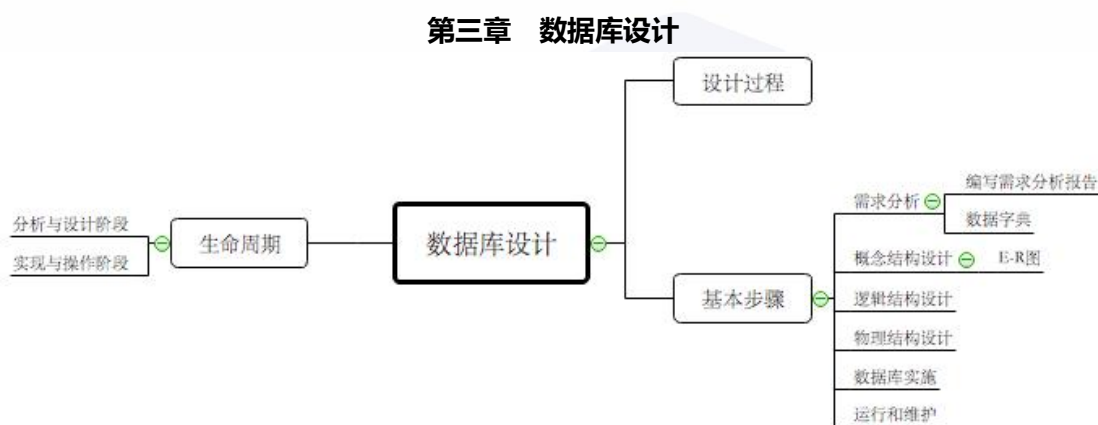 第三章　数据库设计
设计过程
编写需求分析报告
需求分析
数据字典
分析与设计阶段
生命周期
数据库设计
实现与操作阶段
概念结构设计
E-R图
基本步骤
逻辑结构设计
物理结构设计
数据库实施
运行和维护